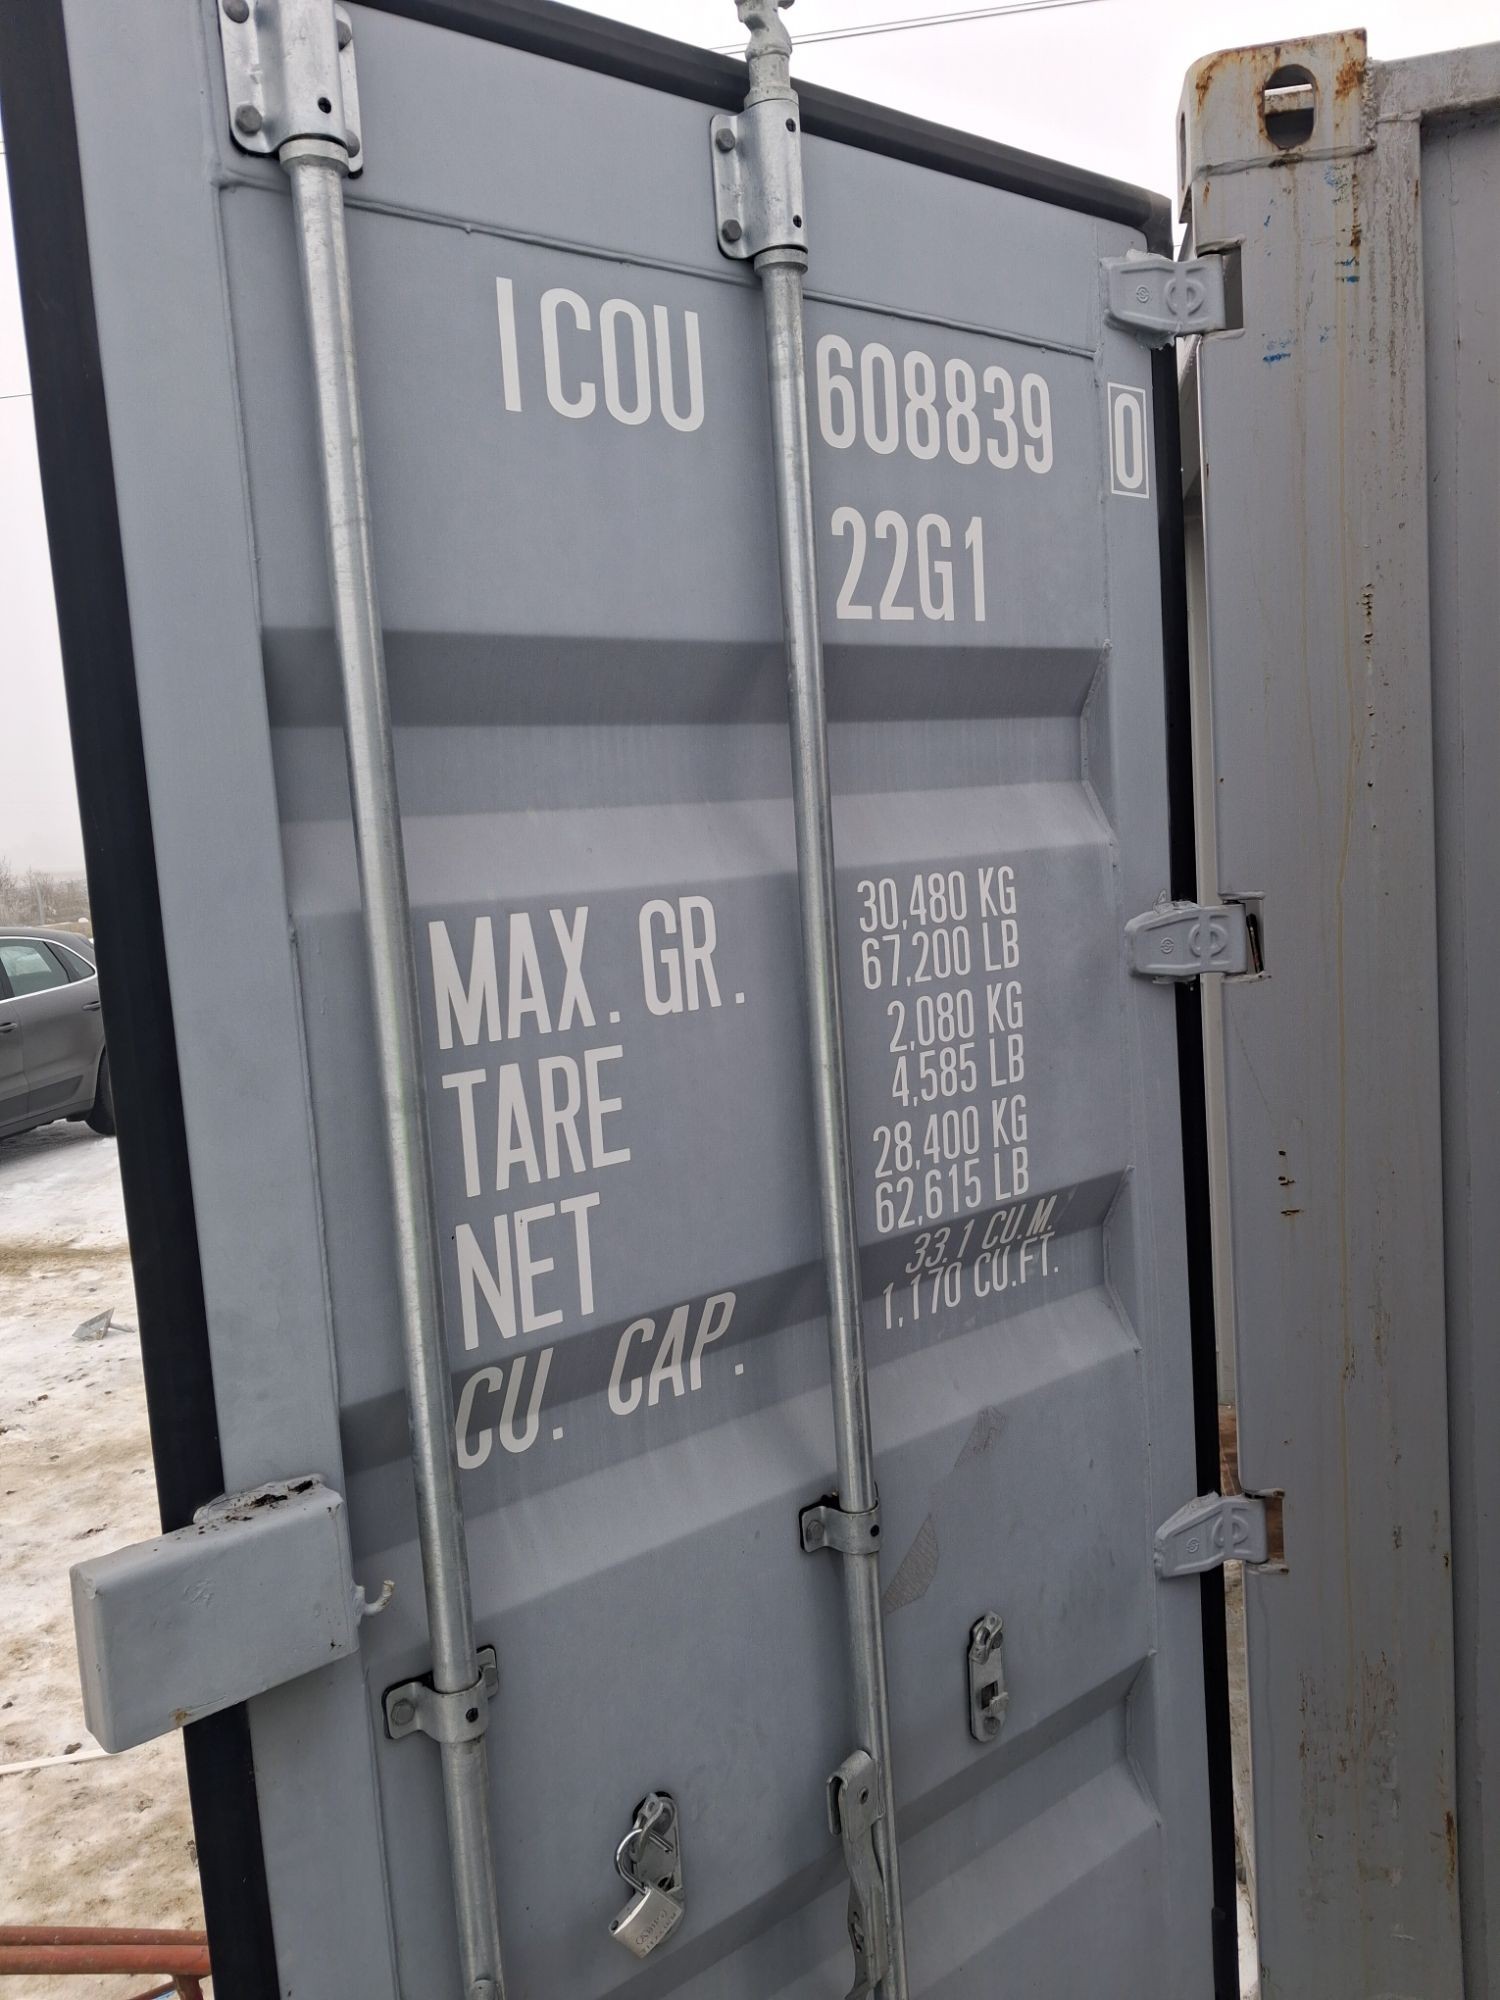 ICOU 608839 0
22G1
MAX. GR. 30,480 KG
67,200 LB
TARE 2,080 KG
4,585 LB
NET 28,400 KG
62,615 LB
CU. CAP. 33.1 CU.M.
1,170 CU.FT.